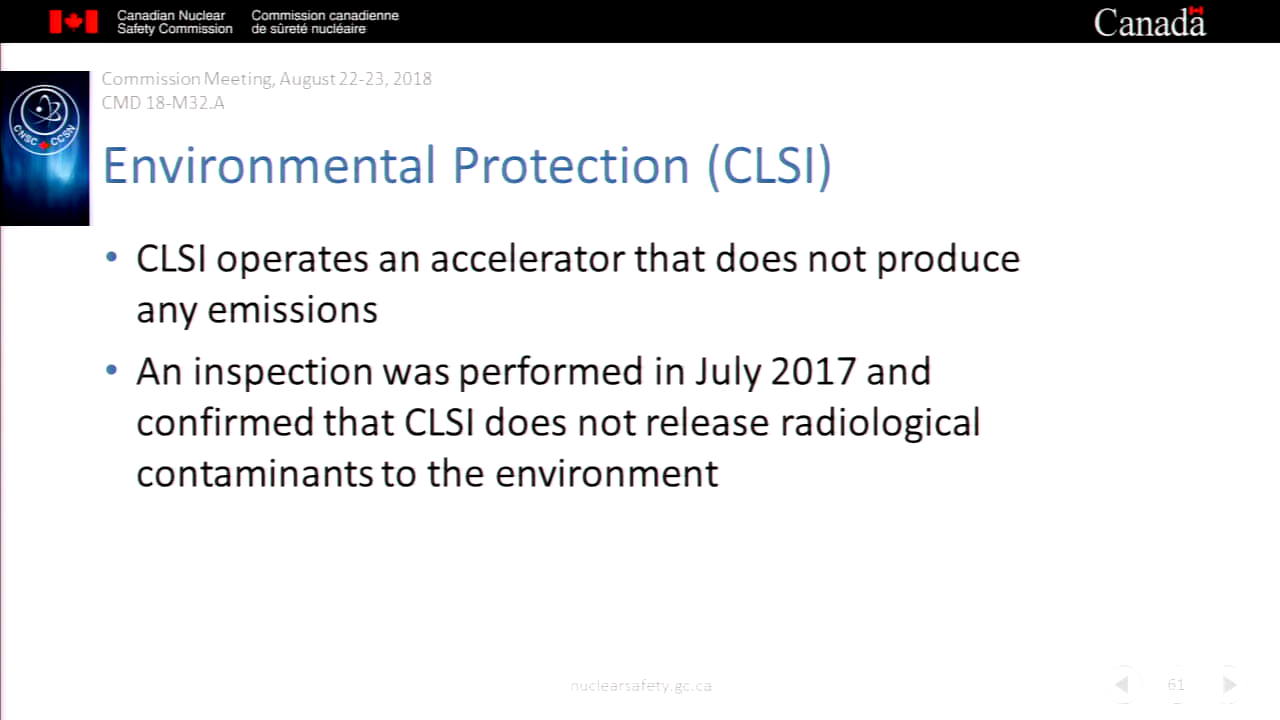 Canadian Nuclear
Safety Commission
Commission canadienne
de sûreté nucléaire
Canada
Commission Meeting, August 22-23, 2018
CMD 18-M32.A
CNSC CCSN
Environmental Protection (CLSI)
• CLSI operates an accelerator that does not produce
any emissions
• An inspection was performed in July 2017 and
confirmed that CLSI does not release radiological
contaminants to the environment
nuclearsafety.gc.ca
61